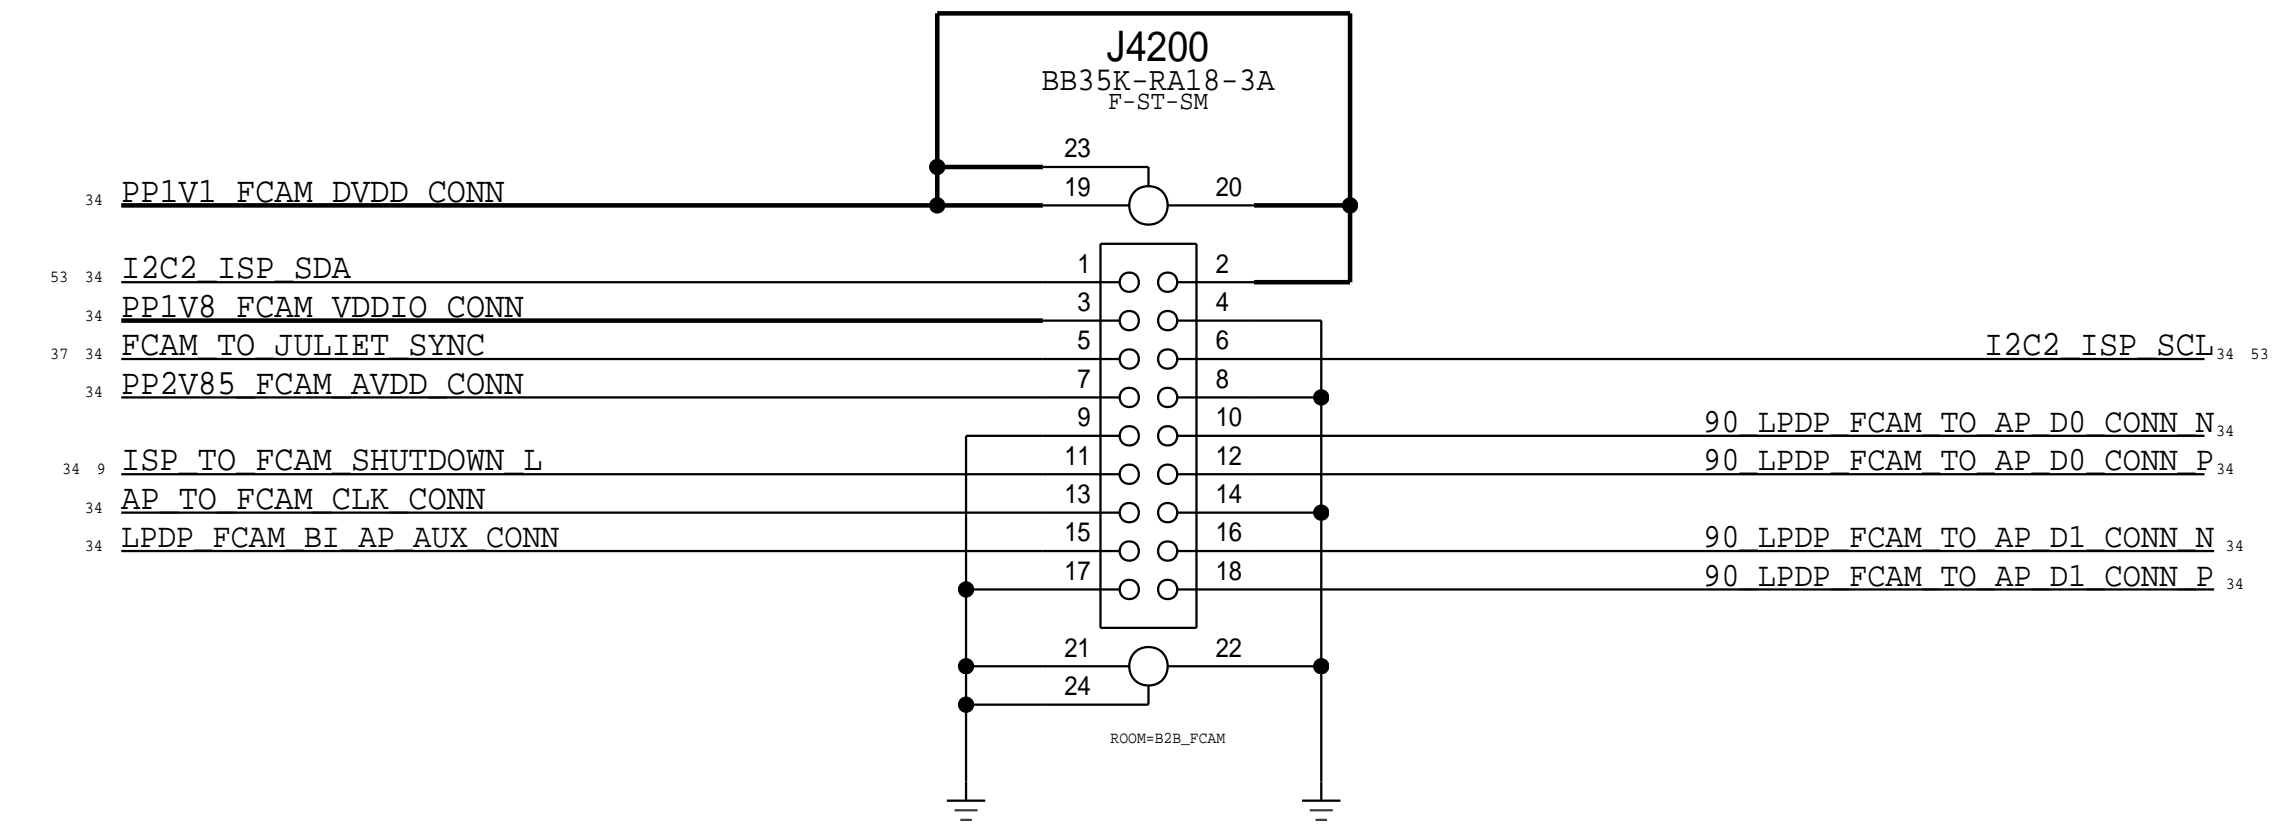 J4200
BB35K-RA18-3A
F-ST-SM
23
34 PP1V1_FCAM_DVDD_CONN 19 20
53 34 I2C2_ISP_SDA 1 2
34 PP1V8_FCAM_VDDIO_CONN 3 4
37 34 FCAM_TO_JULIET_SYNC 5 6 I2C2_ISP_SCL 34 53
34 PP2V85_FCAM_AVDD_CONN 7 8
9 10 90_LPDP_FCAM_TO_AP_D0_CONN_N 34
34 9 ISP_TO_FCAM_SHUTDOWN_L 11 12 90_LPDP_FCAM_TO_AP_D0_CONN_P 34
34 AP_TO_FCAM_CLK_CONN 13 14
34 LPDP_FCAM_BI_AP_AUX_CONN 15 16 90_LPDP_FCAM_TO_AP_D1_CONN_N 34
17 18 90_LPDP_FCAM_TO_AP_D1_CONN_P 34
21 22
24
ROOM=B2B_FCAM